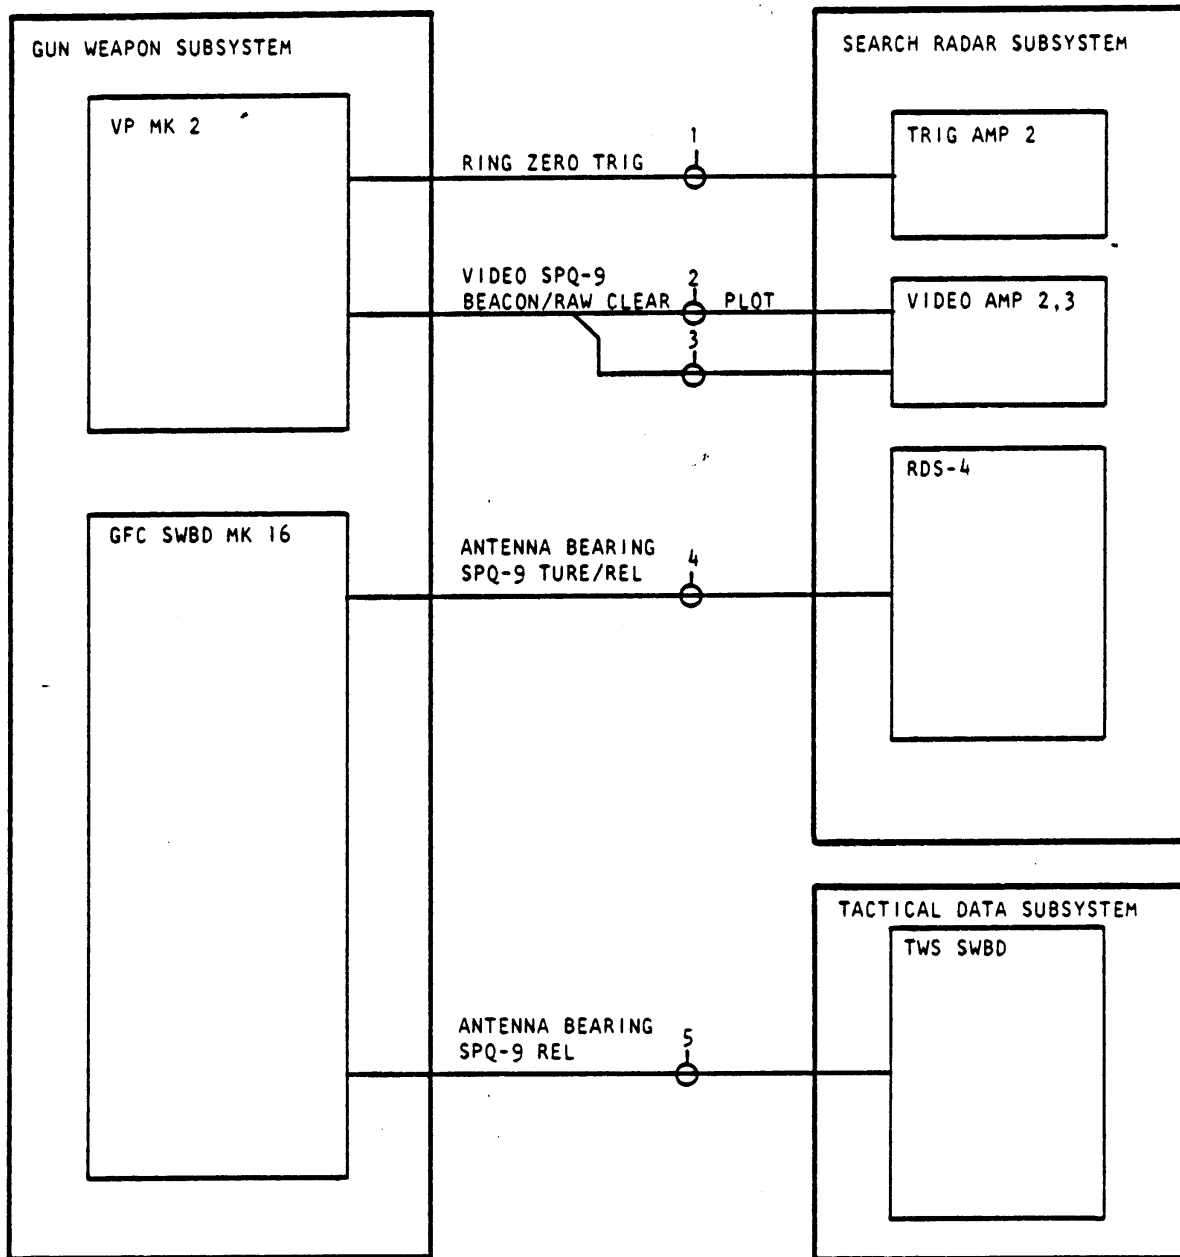 GUN WEAPON SUBSYSTEM
VP MK 2
GFC SWBD MK 16
RING ZERO TRIG
1
VIDEO SPQ-9
BEACON/RAW CLEAR
2
PLOT
3
ANTENNA BEARING
SPQ-9 TURE/REL
4
ANTENNA BEARING
SPQ-9 REL
5
SEARCH RADAR SUBSYSTEM
TRIG AMP 2
VIDEO AMP 2,3
RDS-4
TACTICAL DATA SUBSYSTEM
TWS SWBD